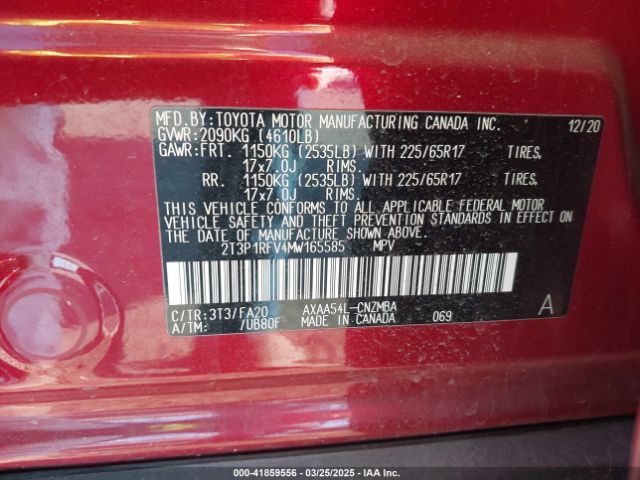 MFD.BY:TOYOTA MOTOR MANUFACTURING CANADA INC. 12/20
GVWR:2090KG (4610LB)
GAWR:FRT. 1150KG (2535LB) WITH 225/65R17 TIRES,
17x7.0J RIMS.
RR. 1150KG (2535LB) WITH 225/65R17 TIRES,
17x7.0J RIMS.
THIS VEHICLE CONFORMS TO ALL APPLICABLE FEDERAL MOTOR
VEHICLE SAFETY AND THEFT PREVENTION STANDARDS IN EFFECT ON
THE DATE OF MANUFACTURE SHOWN ABOVE.
2T3P1RFV4MW165585 MPV
C/TR:3T3/FA20 AXAA54L-CNZMBA A
A/TM: /UB80F MADE IN CANADA 069
000-41859556 — 03/25/2025 — IAA Inc.